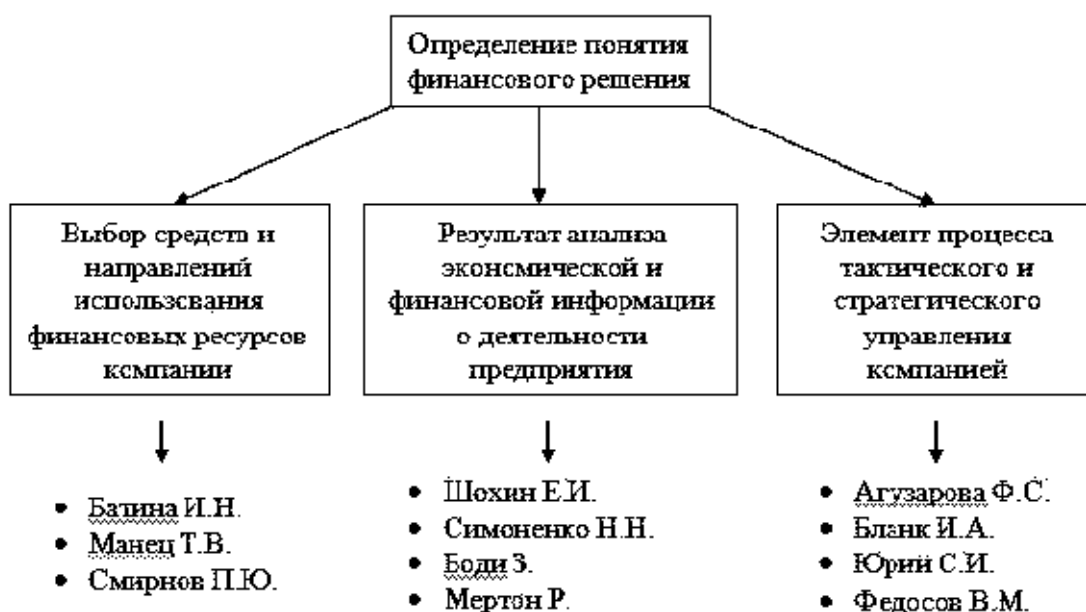 Определение понятия
финансового решения
Выбор средств и
направлений
использования
финансовых ресурсов
компании
Результат анализа
экономической и
финансовой информации
о деятельности
предприятия
Элемент процесса
тактического и
стратегического
управления
компанией
• Батина И.Н.
• Манец Т.В.
• Смирнов П.Ю.
• Шохин Е.И.
• Симоненко Н.Н.
• Боди З.
• Мертон Р.
• Агузарова Ф.С.
• Бланк И.А.
• Юрий С.И.
• Федосов В.М.